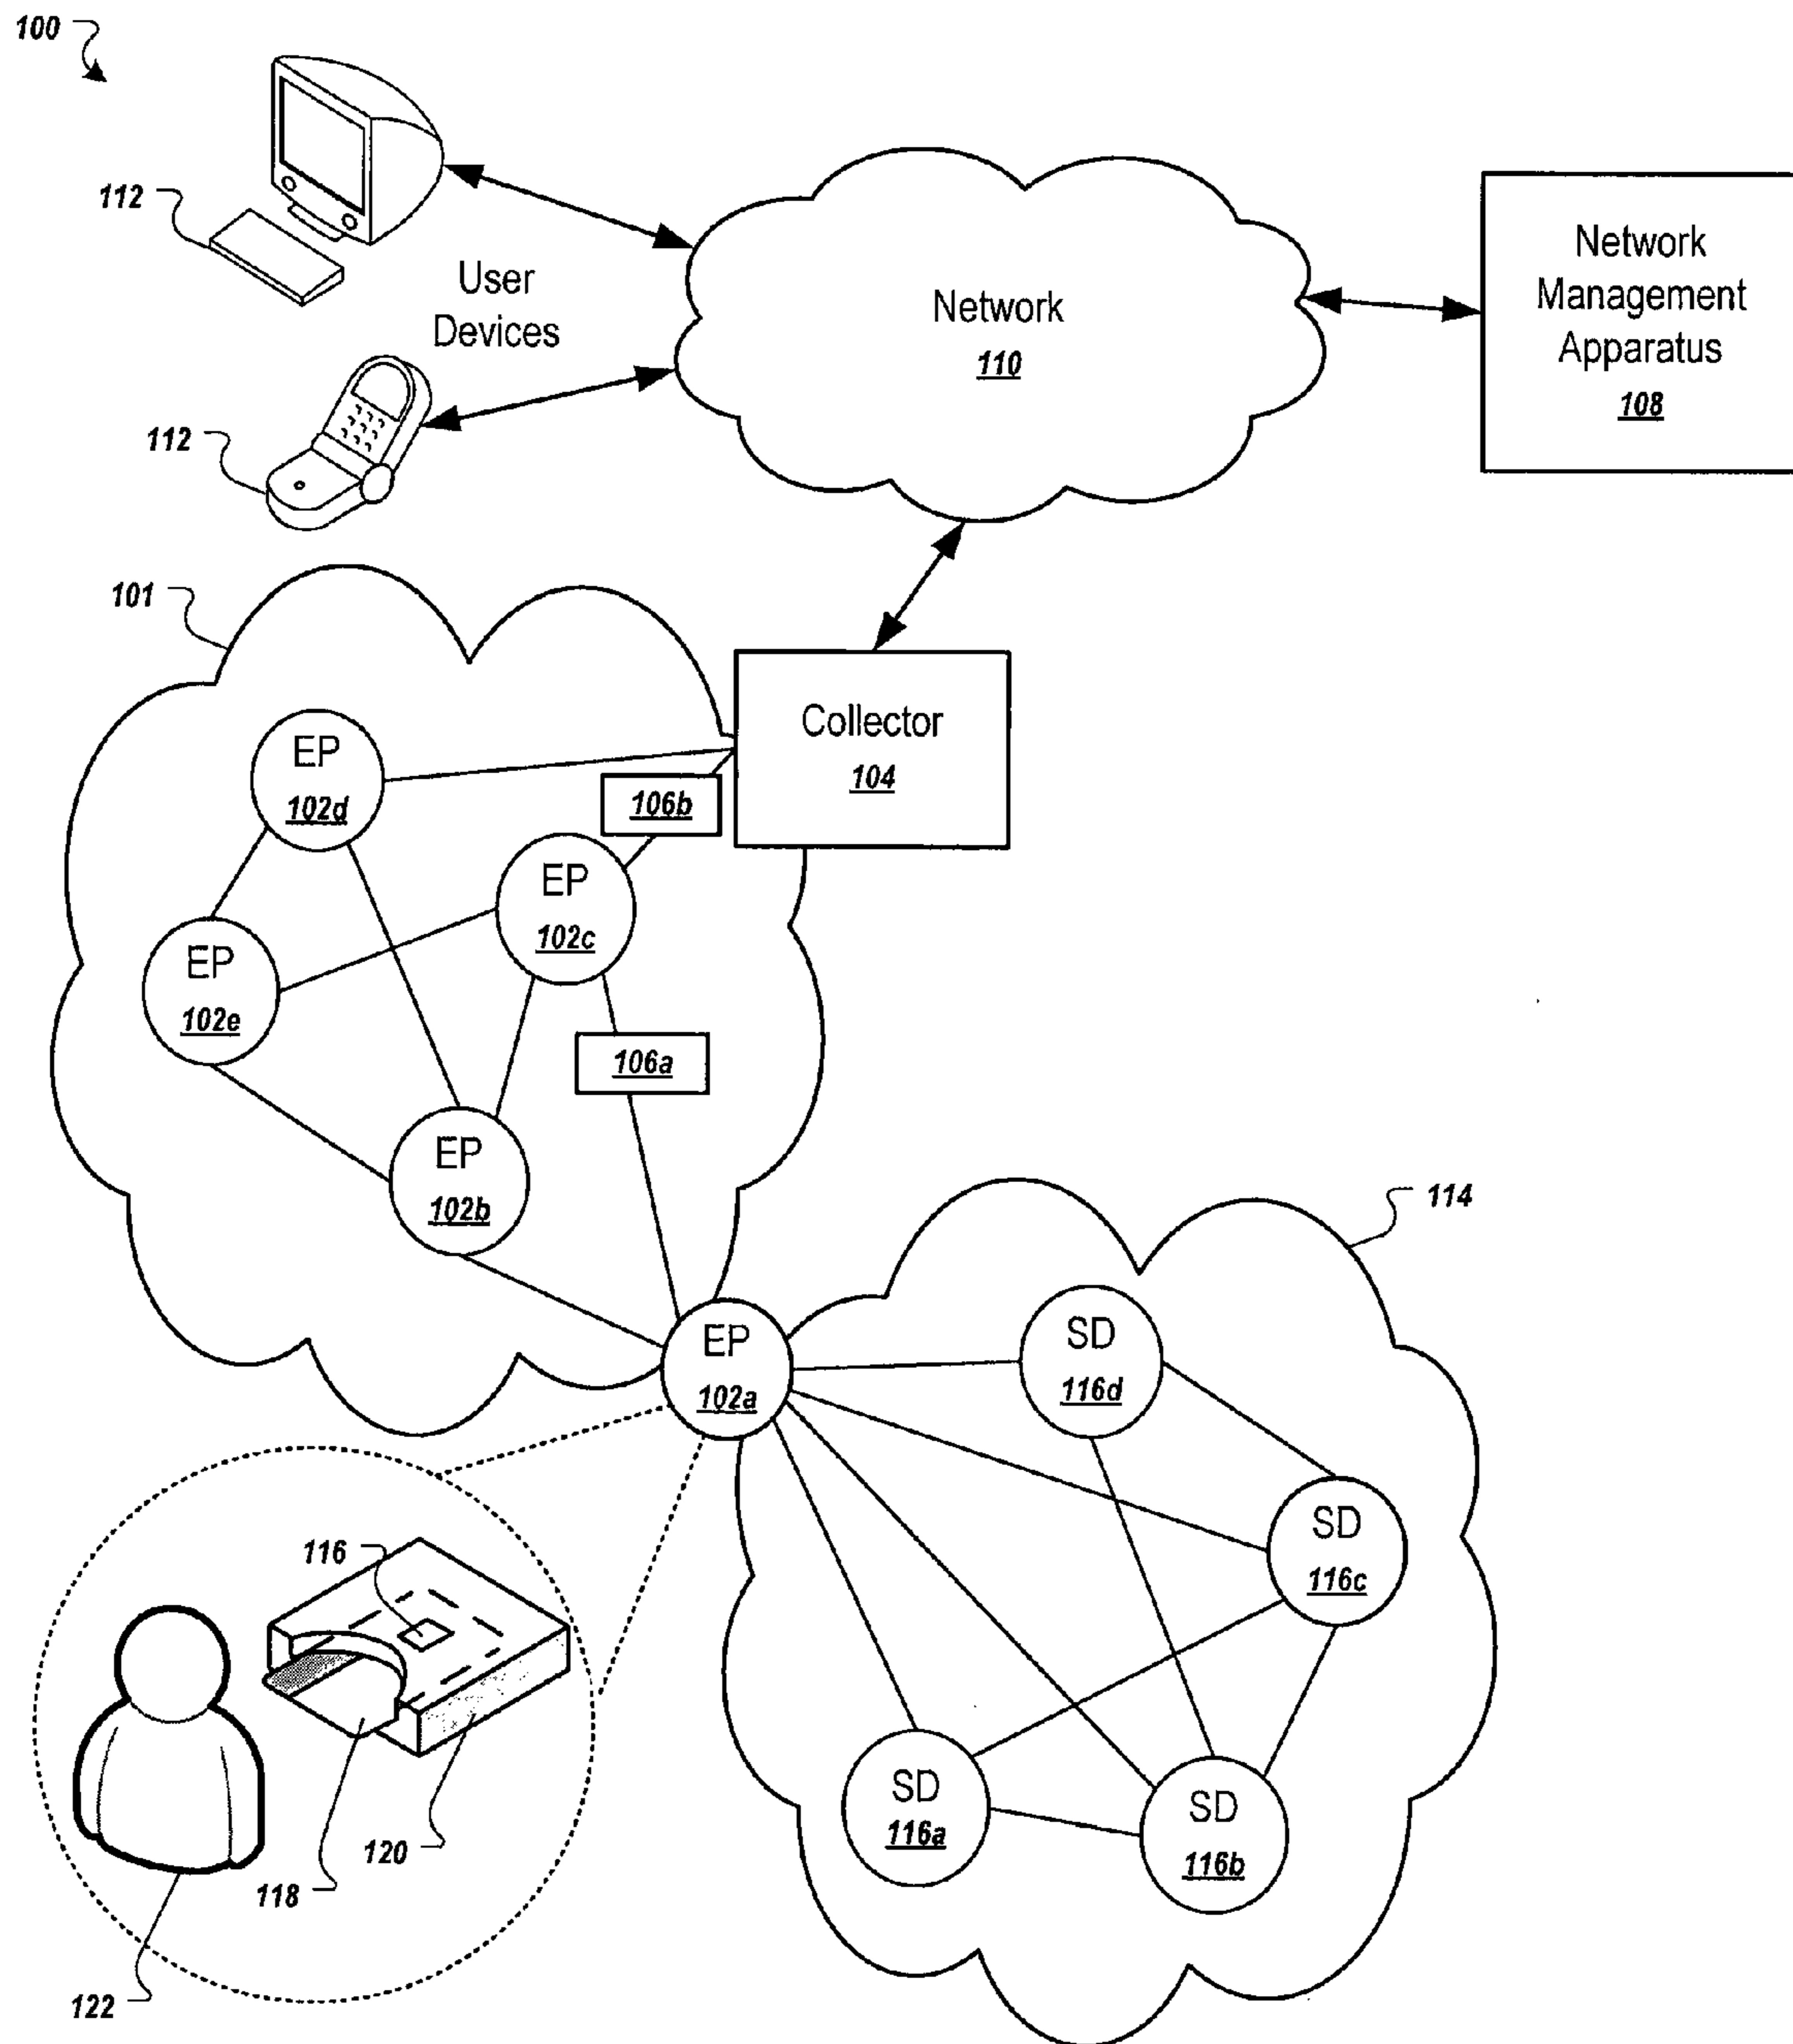 100
112
User
Devices
112
Network
110
Network
Management
Apparatus
108
101
Collector
104
EP
102d
106b
EP
102c
EP
102e
106a
EP
102b
114
EP
102a
SD
116d
SD
116c
116
SD
116a
SD
116b
120
118
122